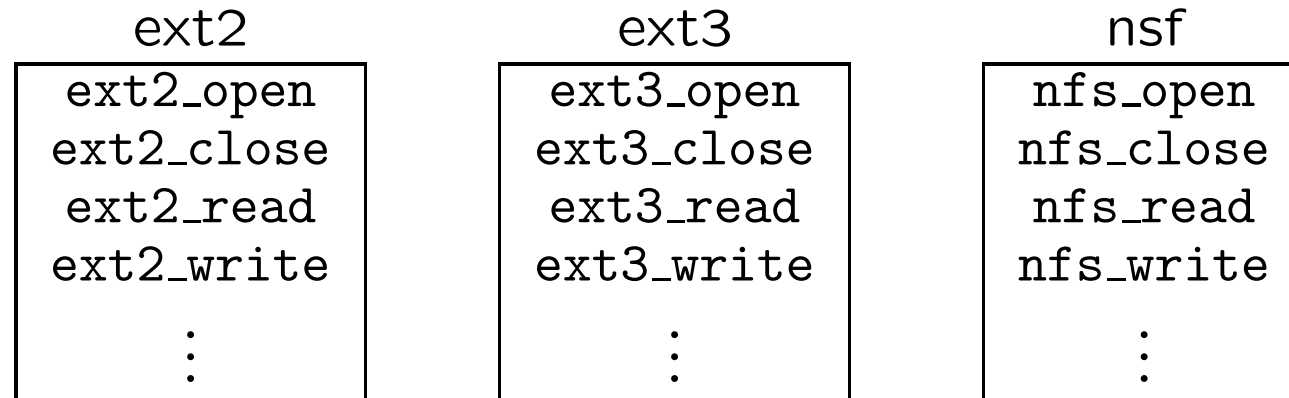 ext2 ext3 nsf
ext2_open ext3_open nfs_open
ext2_close ext3_close nfs_close
ext2_read ext3_read nfs_read
ext2_write ext3_write nfs_write
⋮ ⋮ ⋮